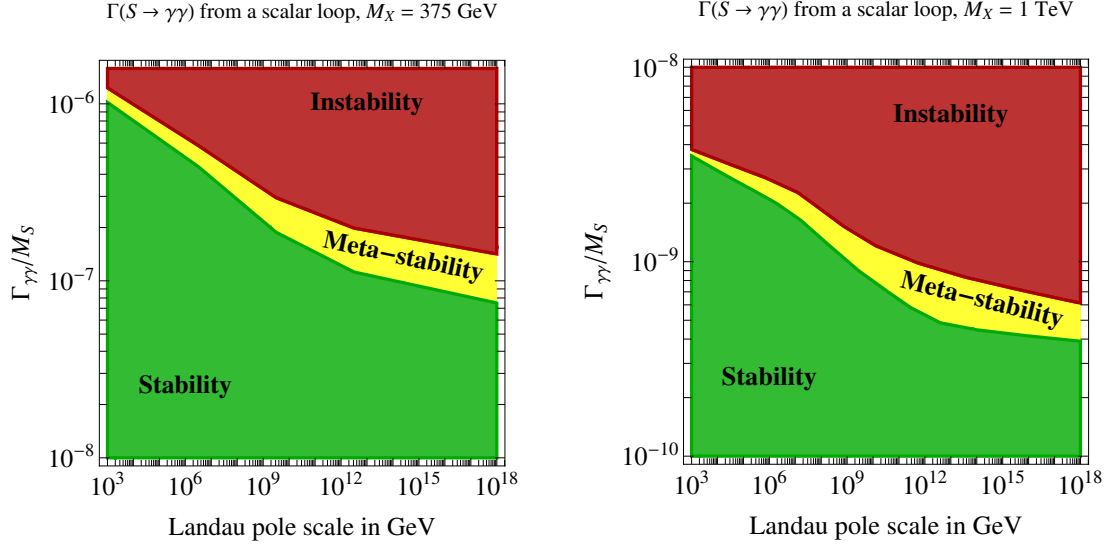 Γ(S → γγ) from a scalar loop, M_X = 375 GeV
10^-6
10^-7
10^-8
Γ_γγ/M_S
Instability
Meta−stability
Stability
10^3 10^6 10^9 10^12 10^15 10^18
Landau pole scale in GeV
Γ(S → γγ) from a scalar loop, M_X = 1 TeV
10^-8
10^-9
10^-10
Γ_γγ/M_S
Instability
Meta−stability
Stability
10^3 10^6 10^9 10^12 10^15 10^18
Landau pole scale in GeV